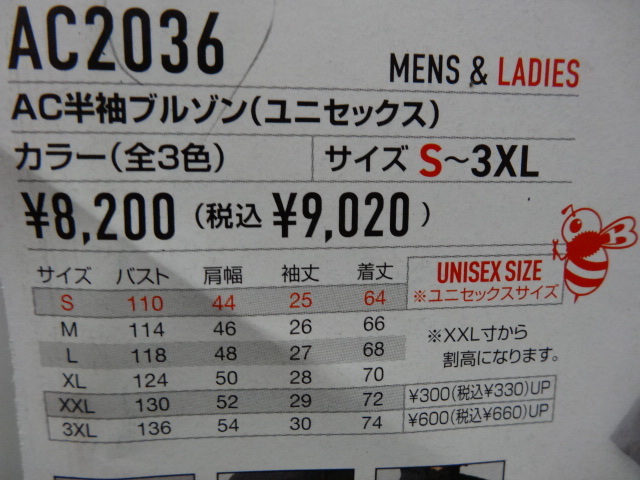 AC2036
MENS & LADIES
AC半袖ブルゾン(ユニセックス)
カラー(全3色) サイズ S～3XL
¥8,200 (税込 ¥9,020)
サイズ バスト 肩幅 袖丈 着丈
S 110 44 25 64
M 114 46 26 66
L 118 48 27 68
XL 124 50 28 70
XXL 130 52 29 72
3XL 136 54 30 74
UNISEX SIZE
※ユニセックスサイズ
※XXL寸から
割高になります。
¥300(税込¥330)UP
¥600(税込¥660)UP